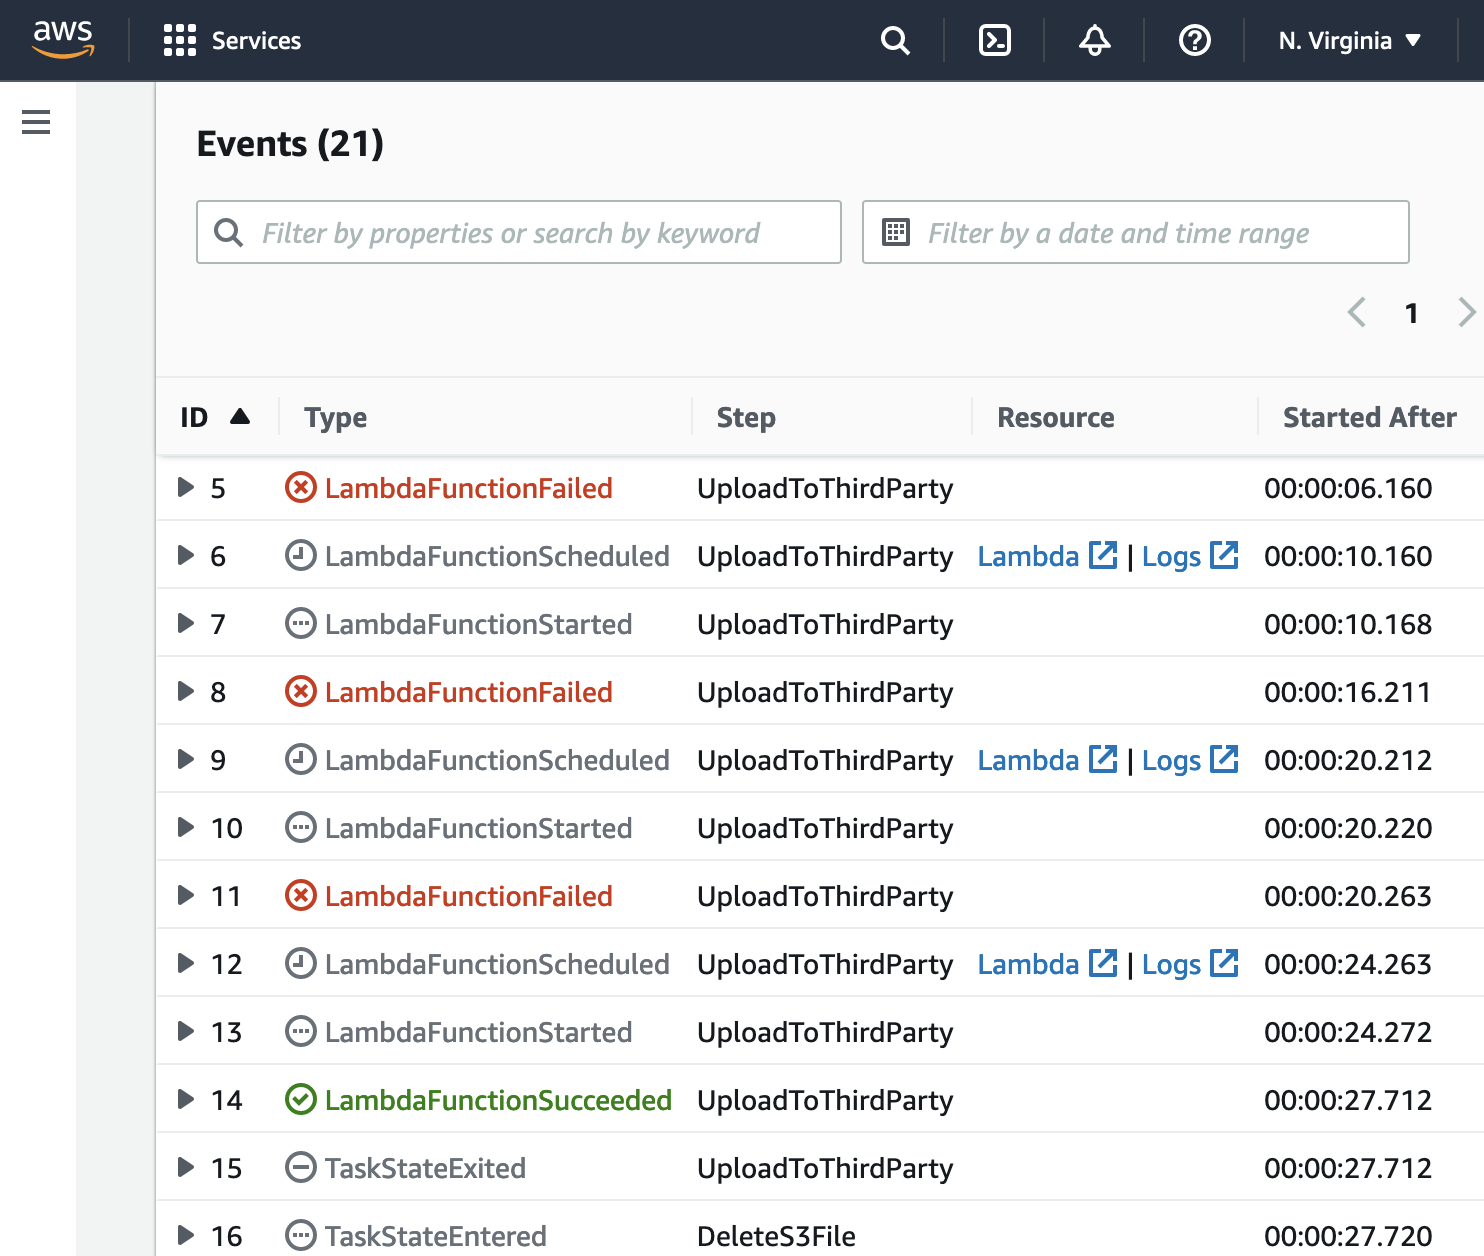 aws Services N. Virginia
Events (21)
Filter by properties or search by keyword Filter by a date and time range
1
ID Type Step Resource Started After
5 LambdaFunctionFailed UploadToThirdParty 00:00:06.160
6 LambdaFunctionScheduled UploadToThirdParty Lambda | Logs 00:00:10.160
7 LambdaFunctionStarted UploadToThirdParty 00:00:10.168
8 LambdaFunctionFailed UploadToThirdParty 00:00:16.211
9 LambdaFunctionScheduled UploadToThirdParty Lambda | Logs 00:00:20.212
10 LambdaFunctionStarted UploadToThirdParty 00:00:20.220
11 LambdaFunctionFailed UploadToThirdParty 00:00:20.263
12 LambdaFunctionScheduled UploadToThirdParty Lambda | Logs 00:00:24.263
13 LambdaFunctionStarted UploadToThirdParty 00:00:24.272
14 LambdaFunctionSucceeded UploadToThirdParty 00:00:27.712
15 TaskStateExited UploadToThirdParty 00:00:27.712
16 TaskStateEntered DeleteS3File 00:00:27.720